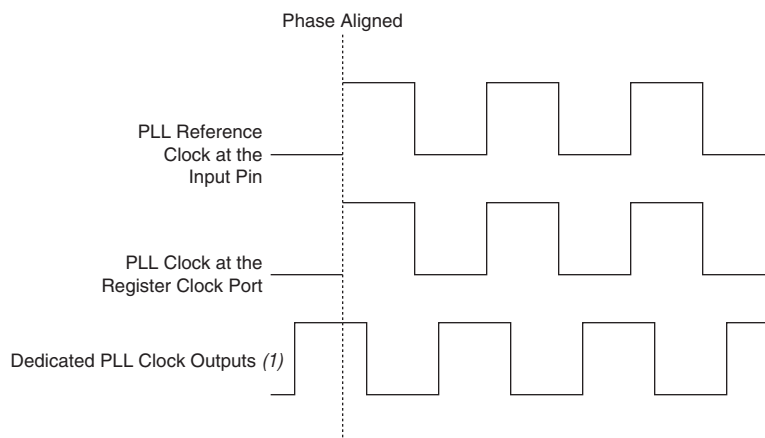 Phase Aligned
PLL Reference
Clock at the
Input Pin
PLL Clock at the
Register Clock Port
Dedicated PLL Clock Outputs (1)